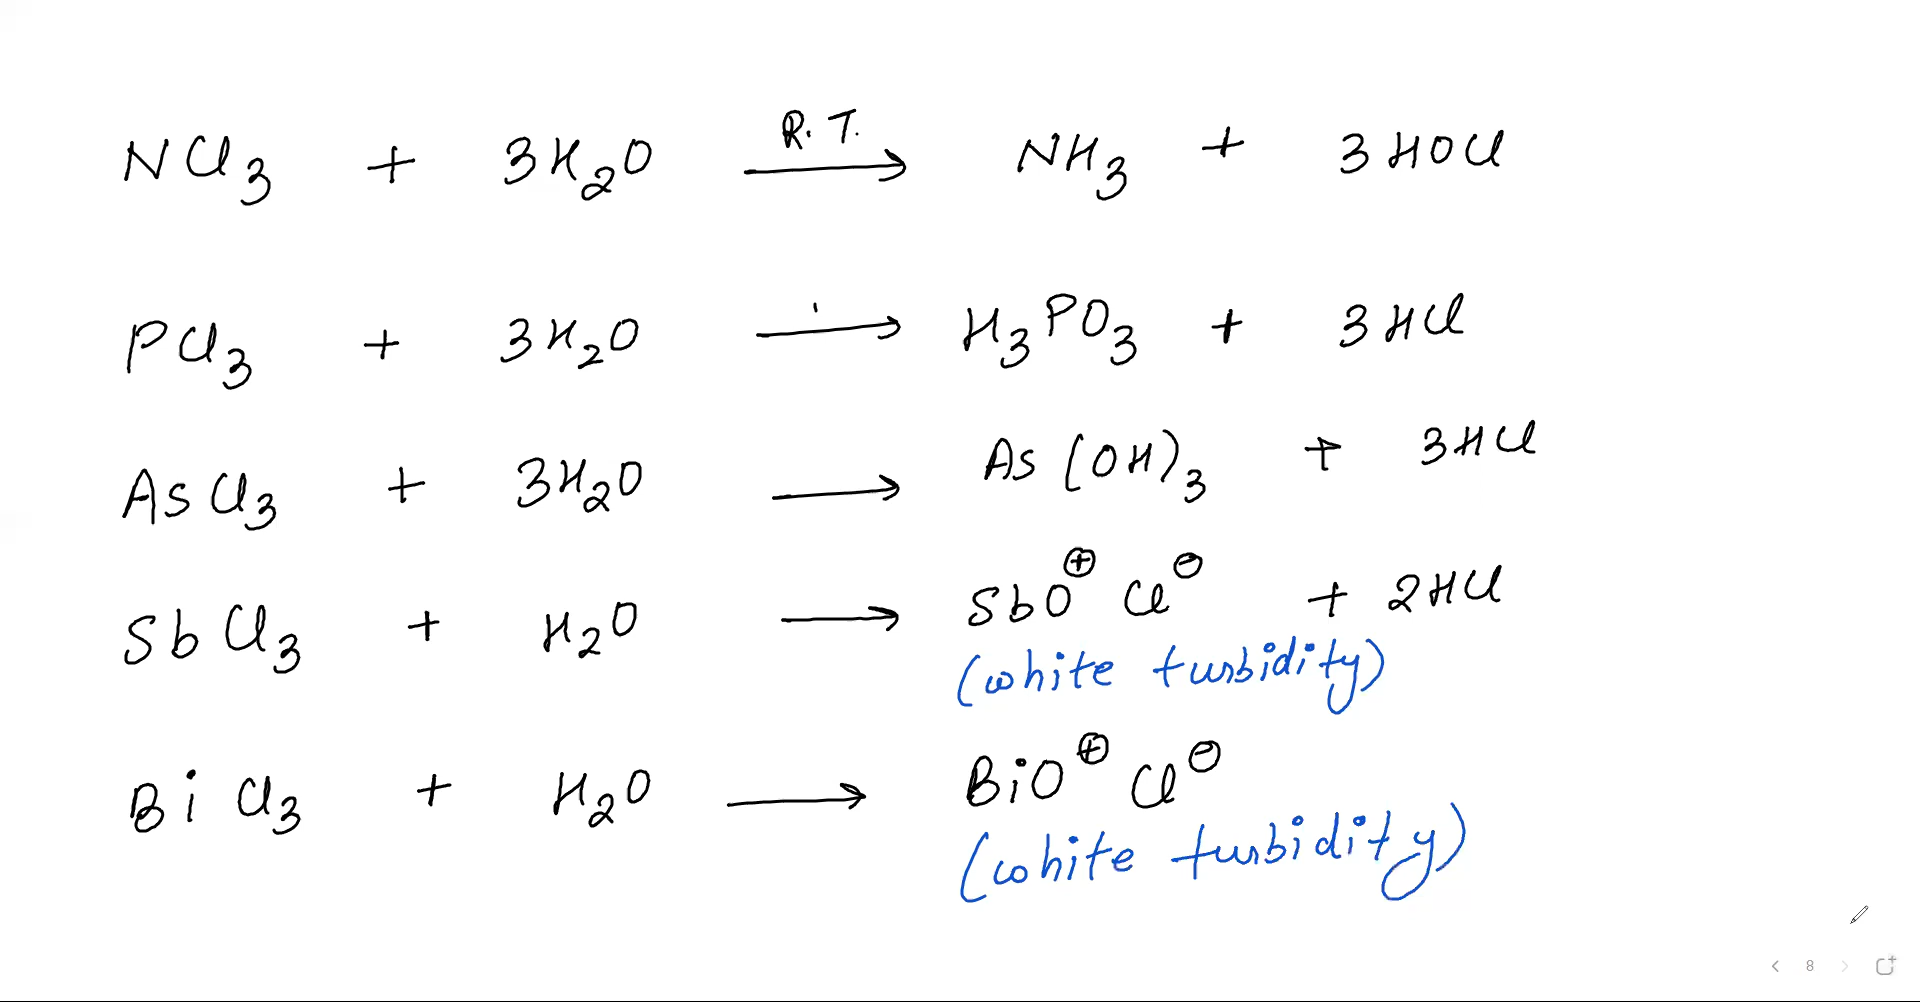 R.T.
NCl₃ + 3H₂O ⟶ NH₃ + 3HOCl
PCl₃ + 3H₂O ⟶ H₃PO₃ + 3HCl
AsCl₃ + 3H₂O ⟶ As(OH)₃ + 3HCl
SbCl₃ + H₂O ⟶ SbO⊕ Cl⊖ + 2HCl
(white turbidity)
BiCl₃ + H₂O ⟶ BiO⊕ Cl⊖
(white turbidity)
8